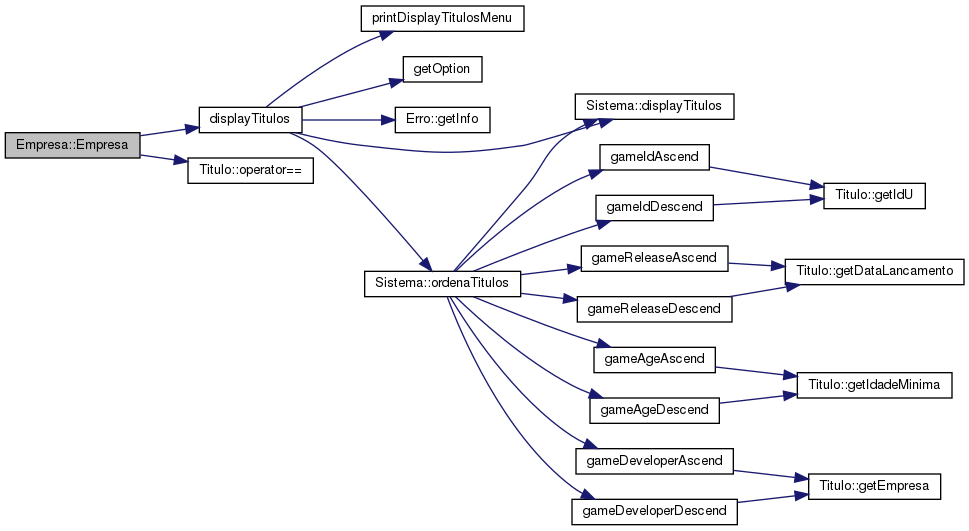 Empresa::Empresa
displayTitulos
Titulo::operator==
printDisplayTitulosMenu
getOption
Erro::getInfo
Sistema::ordenaTitulos
Sistema::displayTitulos
gameIdAscend
gameIdDescend
gameReleaseAscend
gameReleaseDescend
gameAgeAscend
gameAgeDescend
gameDeveloperAscend
gameDeveloperDescend
Titulo::getIdU
Titulo::getDataLancamento
Titulo::getIdadeMinima
Titulo::getEmpresa